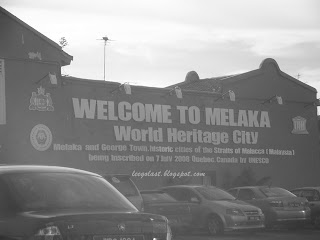 WELCOME TO MELAKA
World Heritage City
Melaka and George Town, historic cities of the Straits of Malacca (Malaysia)
being inscribed on 7 July 2008 Quebec, Canada by UNESCO
leegolast.blogspot.com